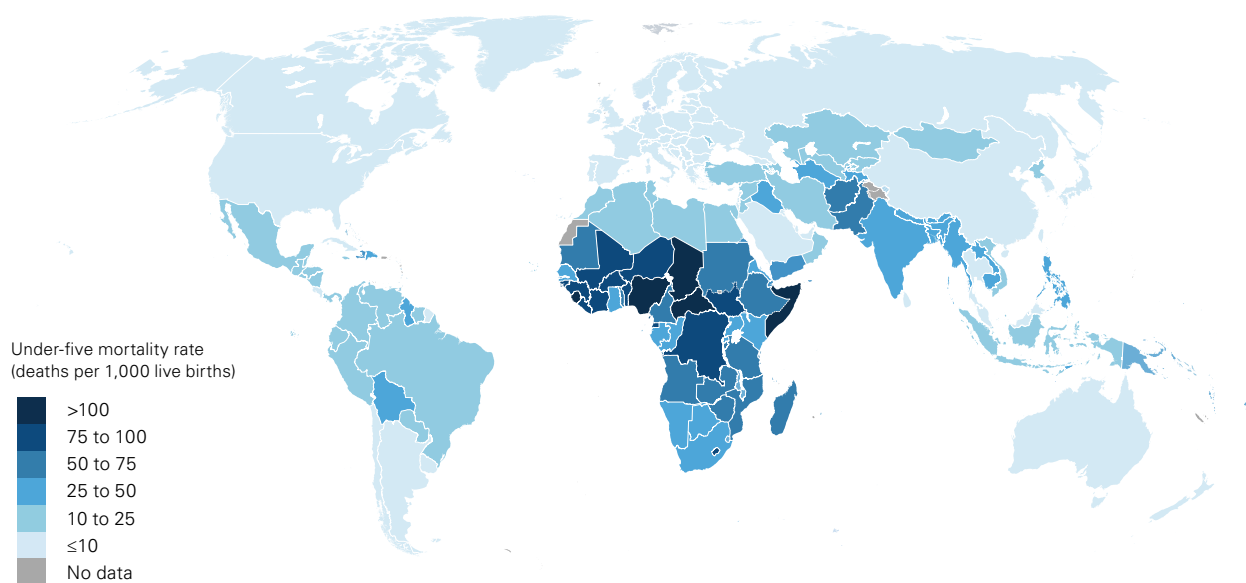 Under-five mortality rate
(deaths per 1,000 live births)
>100
75 to 100
50 to 75
25 to 50
10 to 25
≤10
No data